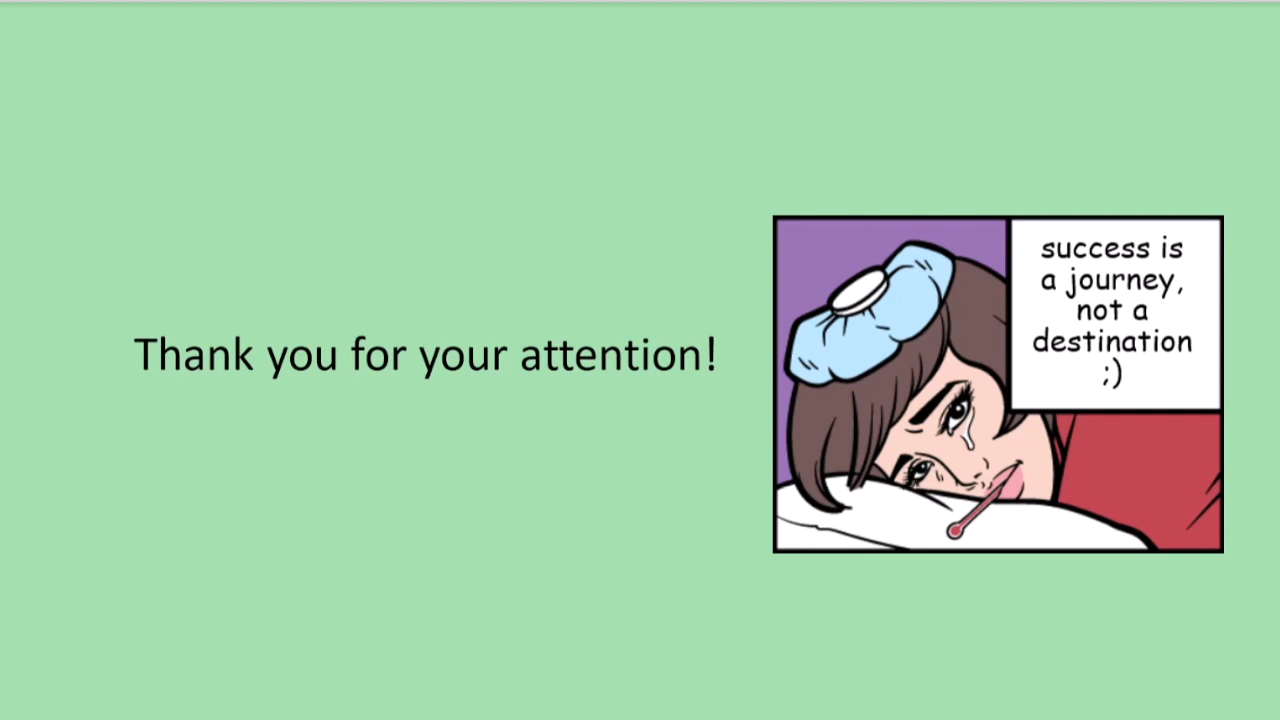 Thank you for your attention!
success is
a journey,
not a
destination
;)